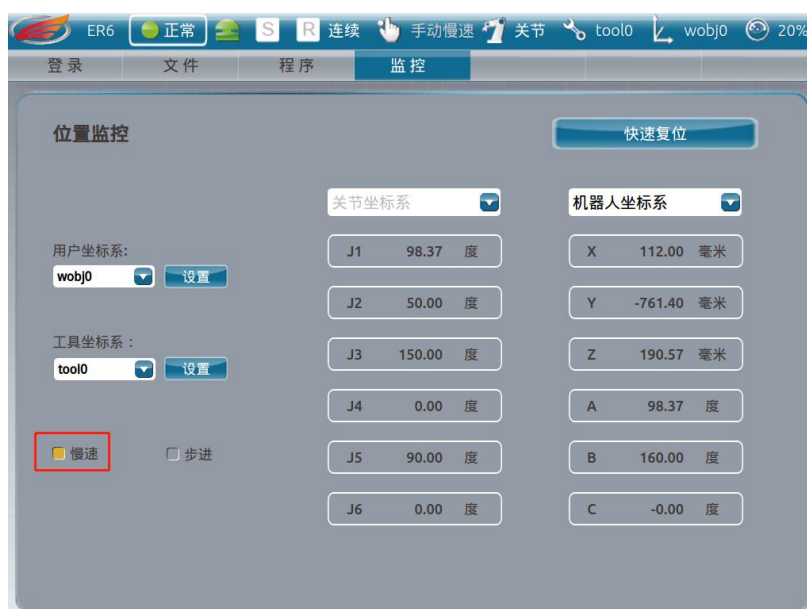 ER6 正常 S R 连续 手动慢速 关节 tool0 wobj0 20%
登录 文件 程序 监控
位置监控 快速复位
关节坐标系 机器人坐标系
用户坐标系:
wobj0 设置
J1 98.37 度 X 112.00 毫米
J2 50.00 度 Y -761.40 毫米
工具坐标系：
tool0 设置
J3 150.00 度 Z 190.57 毫米
J4 0.00 度 A 98.37 度
慢速 步进
J5 90.00 度 B 160.00 度
J6 0.00 度 C -0.00 度